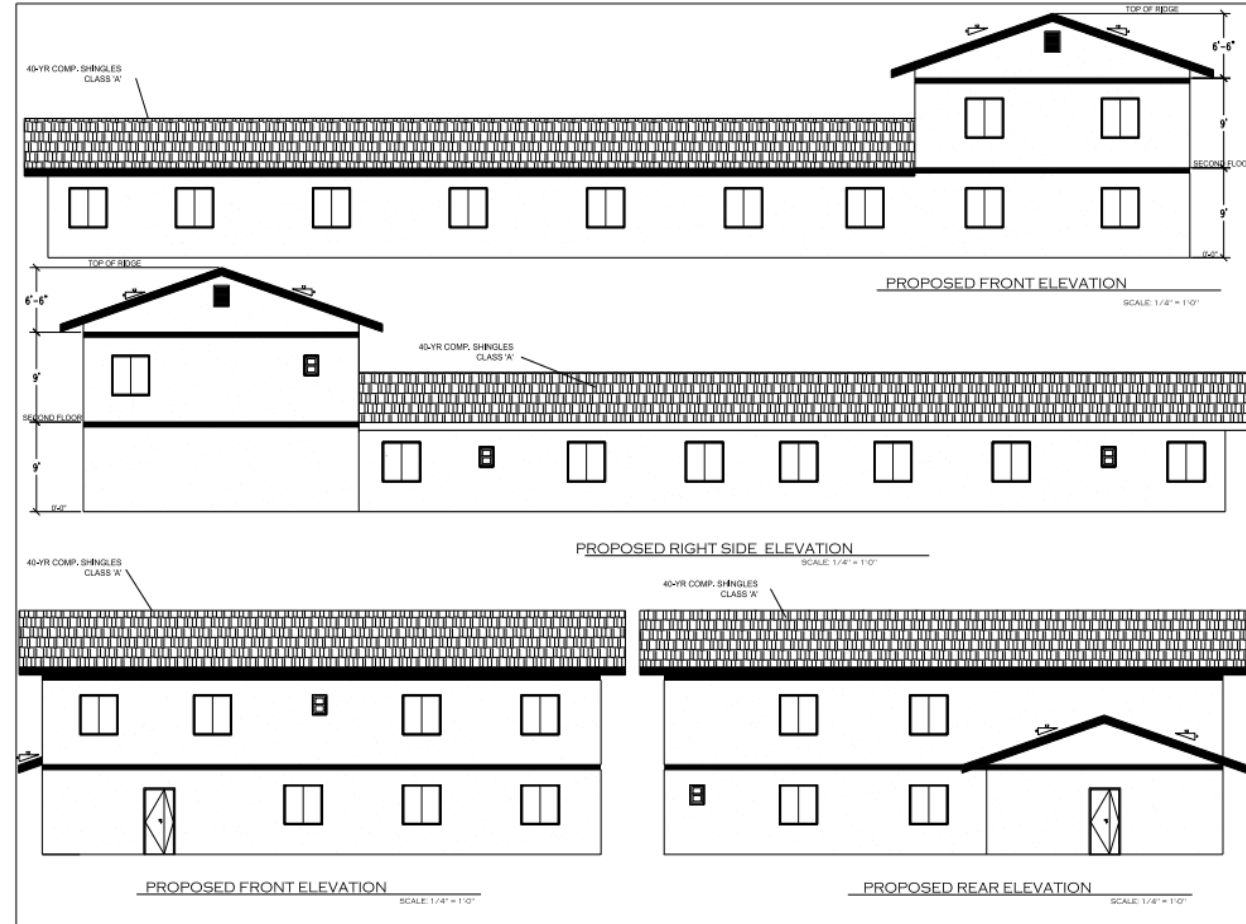 TOP OF RIDGE
6'-6"
40-YR COMP. SHINGLES
CLASS 'A'
9'
SECOND FLOO
9'
0'-0"
PROPOSED FRONT ELEVATION
SCALE: 1/4" = 1'0"
TOP OF RIDGE
6'-6"
40-YR COMP. SHINGLES
CLASS 'A'
9'
SECOND FLOOR
9'
0'-0"
PROPOSED RIGHT SIDE ELEVATION
SCALE: 1/4" = 1'0"
40-YR COMP. SHINGLES
CLASS 'A'
40-YR COMP. SHINGLES
CLASS 'A'
PROPOSED FRONT ELEVATION
SCALE: 1/4" = 1'0"
PROPOSED REAR ELEVATION
SCALE: 1/4" = 1'0"